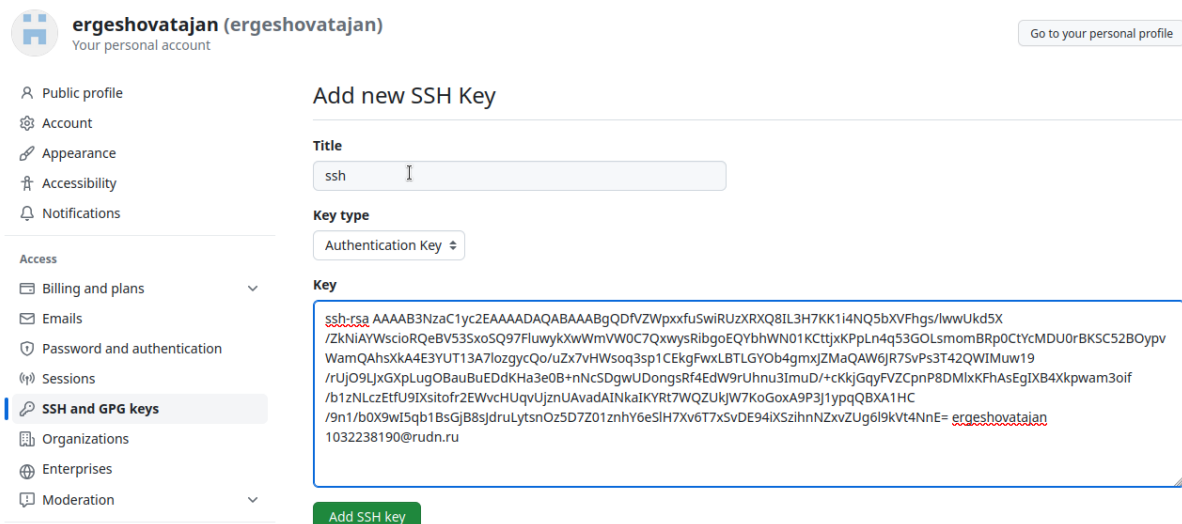 ergeshovatajan (ergeshovatajan)
Your personal account
Go to your personal profile
Public profile
Account
Appearance
Accessibility
Notifications
Access
Billing and plans
Emails
Password and authentication
Sessions
SSH and GPG keys
Organizations
Enterprises
Moderation
Add new SSH Key
Title
ssh
Key type
Authentication Key
Key
ssh-rsa AAAAB3NzaC1yc2EAAAADAQABAAABgQDfVZWpxxfuSwiRUzXRXQ8IL3H7KK1i4NQ5bXVFhgs/lwwUkd5X
/ZkNiAYWscioRQeBV53SxoSQ97FluwykXwWmVW0C7QxwysRibgoEQYbhWN01KCttjxKPpLn4q53GOLsmomBRp0CtYcMDU0rBKSC52BOypv
WamQAhsXkA4E3YUT13A7lozgycQo/uZx7vHWsoq3sp1CEkgFwxLBTLGYOb4gmxJZMaQAW6JR7SvPs3T42QWIMuw19
/rUjO9LJxGXpLugOBauBuEDdKHa3e0B+nNcSDgwUDongsRf4EdW9rUhnu3ImuD/+cKkjGqyFVZCpnP8DMlxKFhAsEgIXB4Xkpwam3oif
/b1zNLczEtfU9IXsitofr2EWvcHUqvUjznUAvadAINkaIKYRt7WQZUkJW7KoGoxA9P3J1ypqQBXA1HC
/9n1/b0X9wI5qb1BsGjB8sJdruLytsnOz5D7Z01znhY6eSlH7Xv6T7xSvDE94iXSzihnNZxvZUg6l9kVt4NnE= ergeshovatajan
1032238190@rudn.ru
Add SSH key